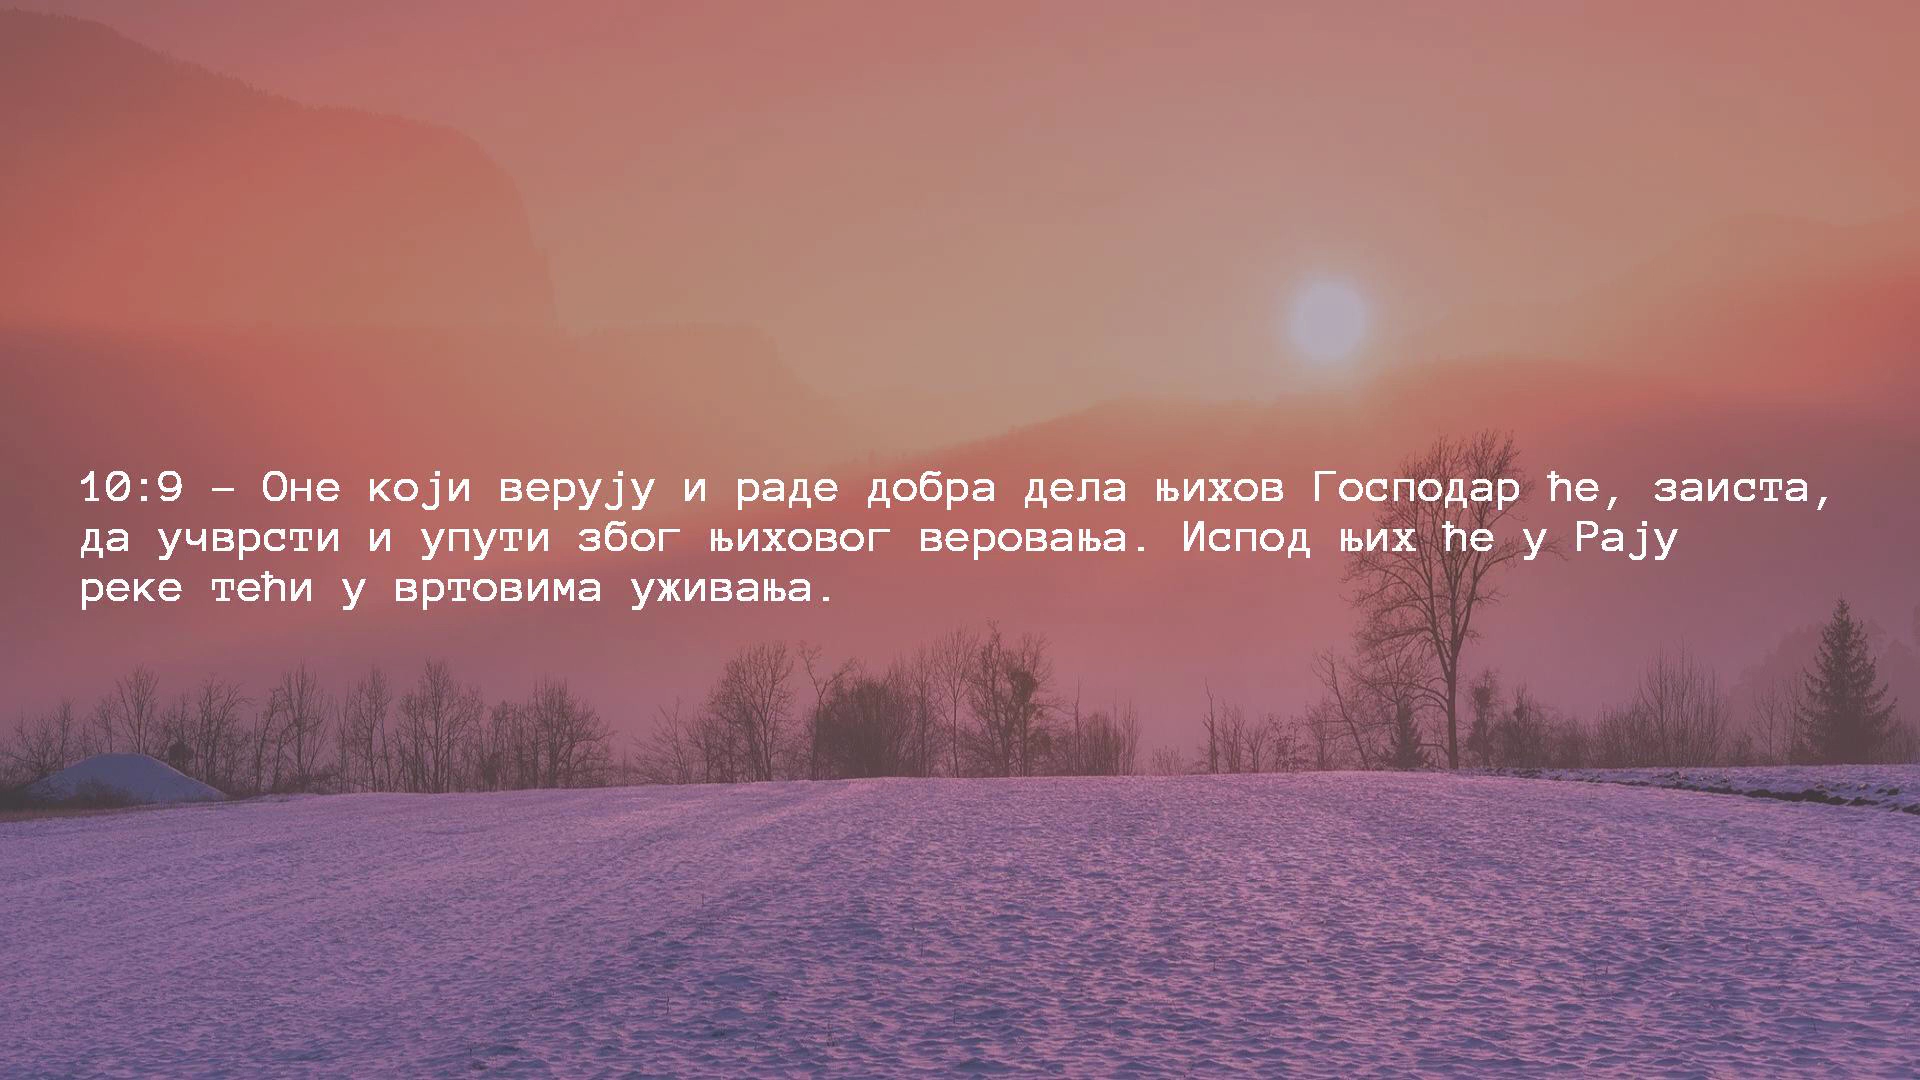 10:9 – Оне који верују и раде добра дела њихов Господар ће, заиста,
да учврсти и упути због њиховог веровања. Испод њих ће у Рају
реке тећи у вртовима уживања.